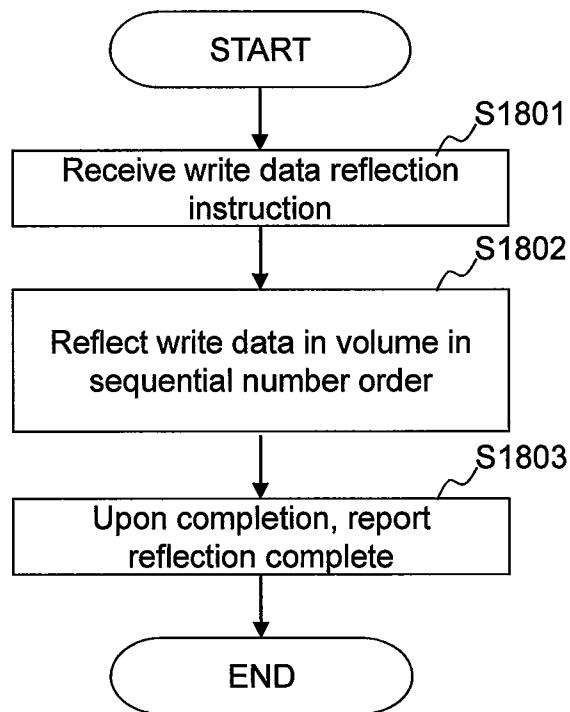 START
S1801
Receive write data reflection
instruction
S1802
Reflect write data in volume in
sequential number order
S1803
Upon completion, report
reflection complete
END